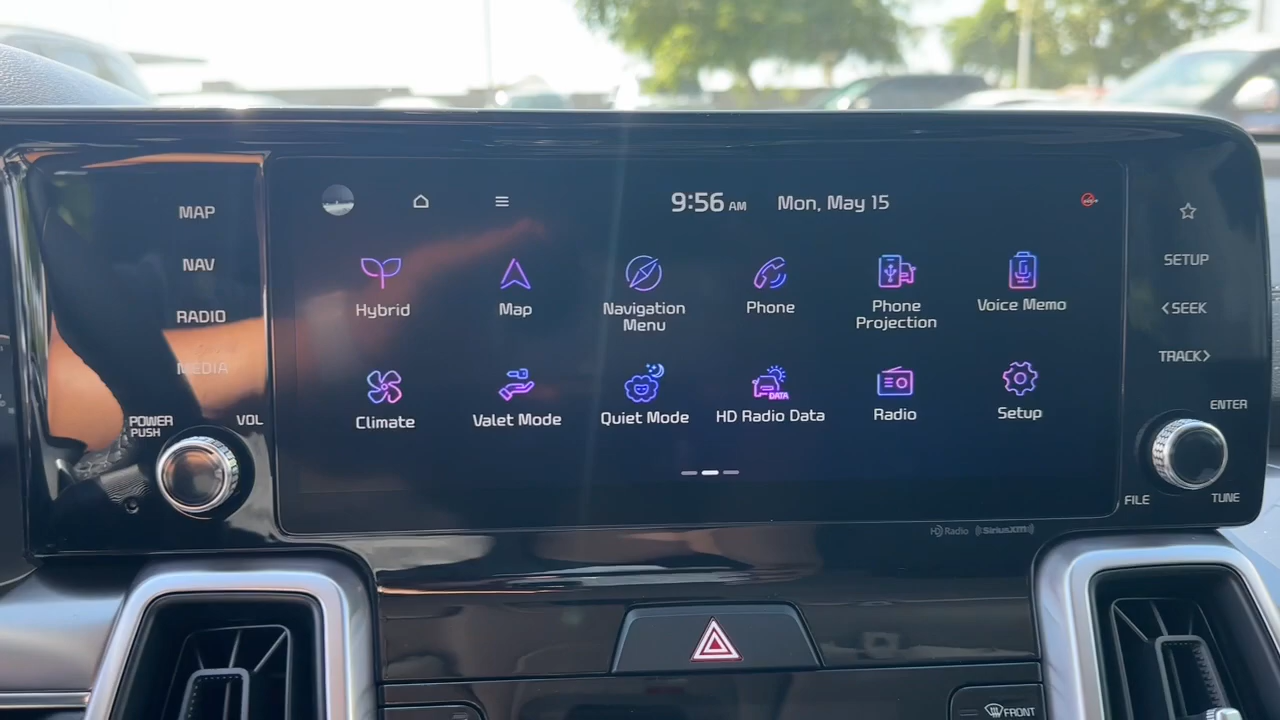 9:56 AM Mon, May 15
MAP
NAV
RADIO
MEDIA
POWER
PUSH
VOL
Hybrid
Map
Navigation
Menu
Phone
Phone
Projection
Voice Memo
Climate
Valet Mode
Quiet Mode
DATA
HD Radio Data
Radio
Setup
SETUP
<SEEK
TRACK>
ENTER
FILE
TUNE
HD Radio
SiriusXM
FRONT